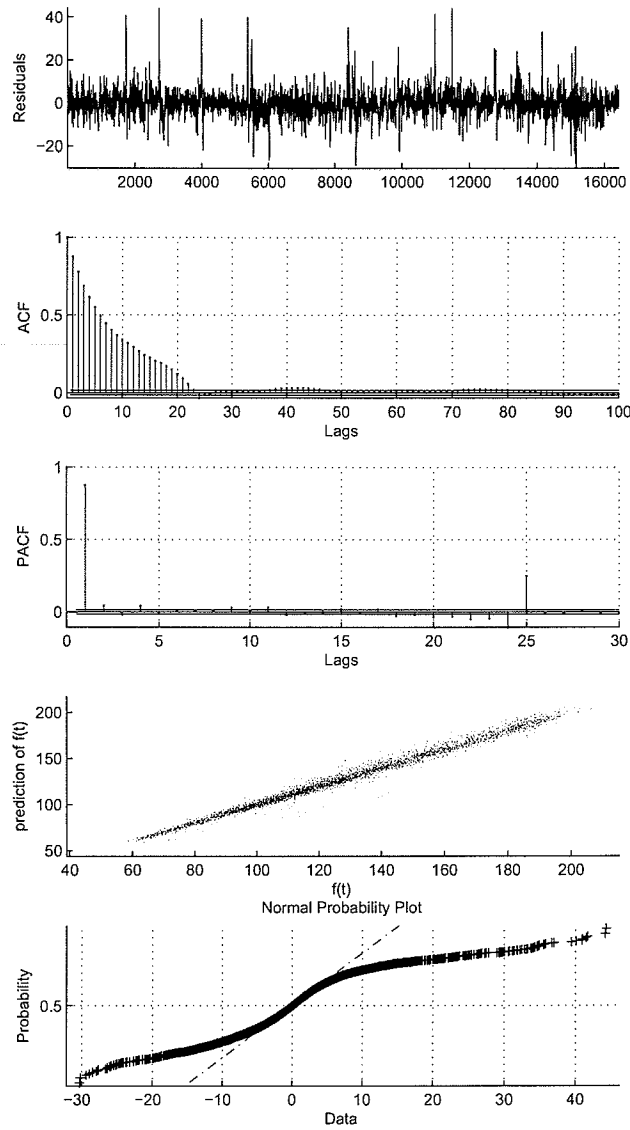 40
20
0
−20
Residuals
2000 4000 6000 8000 10000 12000 14000 16000
1
0.5
0
ACF
0 10 20 30 40 50 60 70 80 90 100
Lags
1
0.5
0
PACF
0 5 10 15 20 25 30
Lags
200
150
100
50
prediction of f(t)
40 60 80 100 120 140 160 180 200
f(t)
Normal Probability Plot
0.5
Probability
−30 −20 −10 0 10 20 30 40
Data